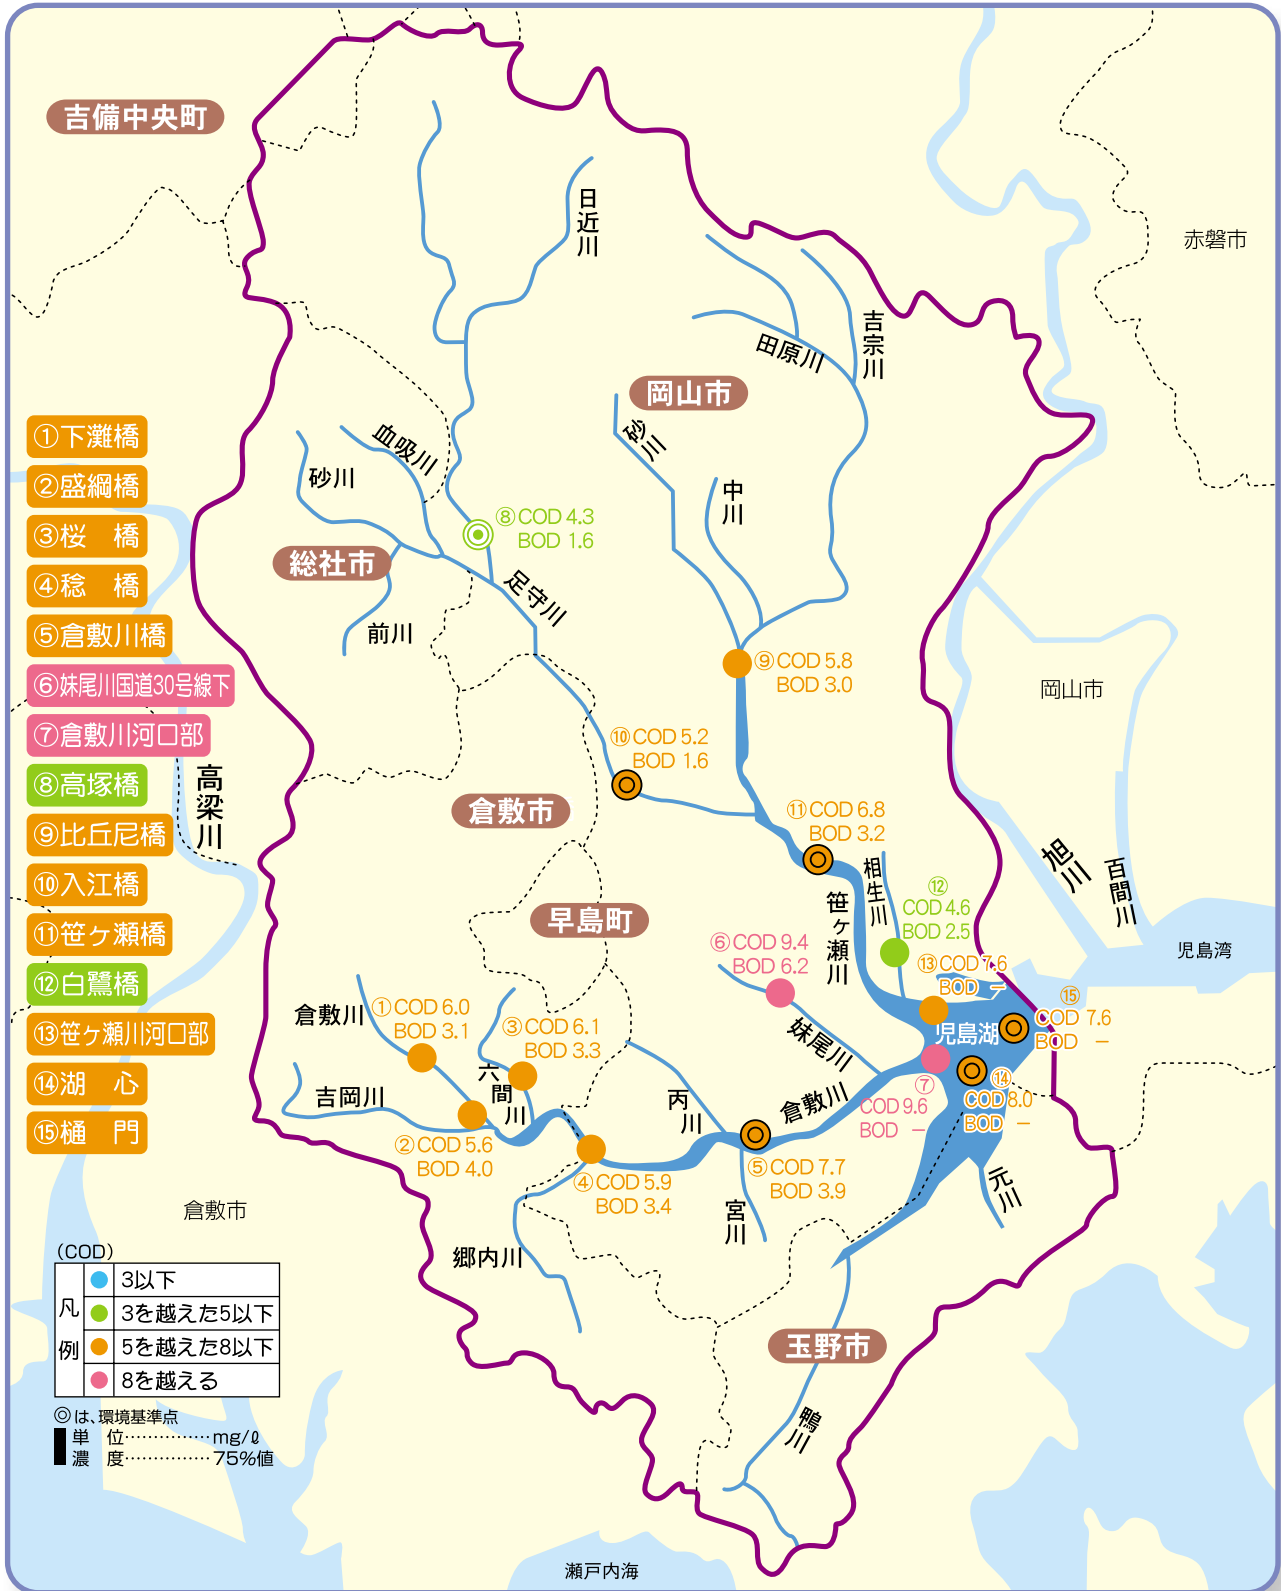 吉備中央町
日近川
赤磐市
吉宗川
田原川
岡山市
砂川
血吸川
砂川
中川
①下灘橋
②盛綱橋
③桜　橋
④稔　橋
⑤倉敷川橋
⑥妹尾川国道30号線下
⑦倉敷川河口部
⑧高塚橋
⑨比丘尼橋
⑩入江橋
⑪笹ヶ瀬橋
⑫白鷺橋
⑬笹ヶ瀬川河口部
⑭湖　心
⑮樋　門
⑧COD 4.3
BOD 1.6
総社市
足守川
前川
⑨COD 5.8
BOD 3.0
岡山市
⑩COD 5.2
BOD 1.6
高梁川
倉敷市
⑪COD 6.8
BOD 3.2
旭川
百間川
相生川
笹ヶ瀬川
⑫
COD 4.6
BOD 2.5
早島町
児島湾
⑥COD 9.4
BOD 6.2
⑬COD 7.6
BOD －
⑮
COD 7.6
BOD －
倉敷川
①COD 6.0
BOD 3.1
③COD 6.1
BOD 3.3
妹尾川
児島湖
六間川
吉岡川
丙川
倉敷川
⑦
COD 9.6
BOD －
⑭
COD 8.0
BOD －
②COD 5.6
BOD 4.0
④COD 5.9
BOD 3.4
⑤COD 7.7
BOD 3.9
宮川
元川
倉敷市
郷内川
玉野市
鴨川
瀬戸内海
(COD)
凡例
3以下
3を越えた5以下
5を越えた8以下
8を越える
◎は、環境基準点
単　位……………mg/ℓ
濃　度……………75%値